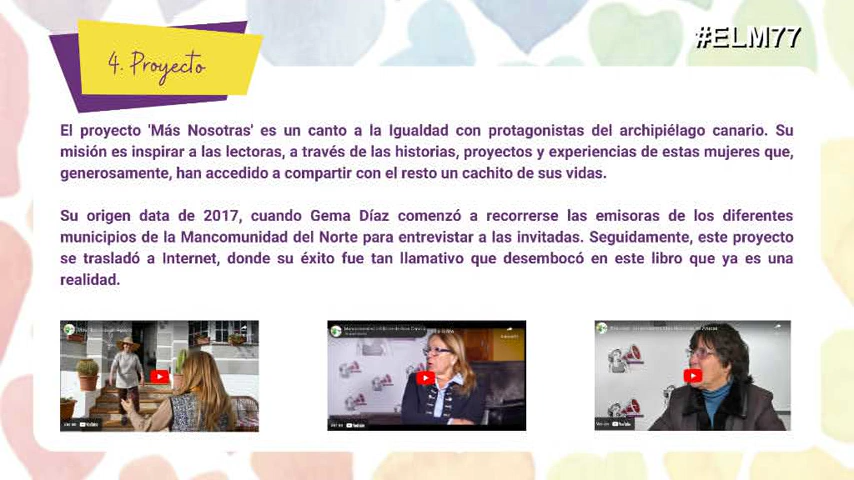 #ELM77
4. Proyecto
El proyecto 'Más Nosotras' es un canto a la Igualdad con protagonistas del archipiélago canario. Su
misión es inspirar a las lectoras, a través de las historias, proyectos y experiencias de estas mujeres que,
generosamente, han accedido a compartir con el resto un cachito de sus vidas.
Su origen data de 2017, cuando Gema Díaz comenzó a recorrerse las emisoras de los diferentes
municipios de la Mancomunidad del Norte para entrevistar a las invitadas. Seguidamente, este proyecto
se trasladó a Internet, donde su éxito fue tan llamativo que desembocó en este libro que ya es una
realidad.
YouTube
YouTube
YouTube